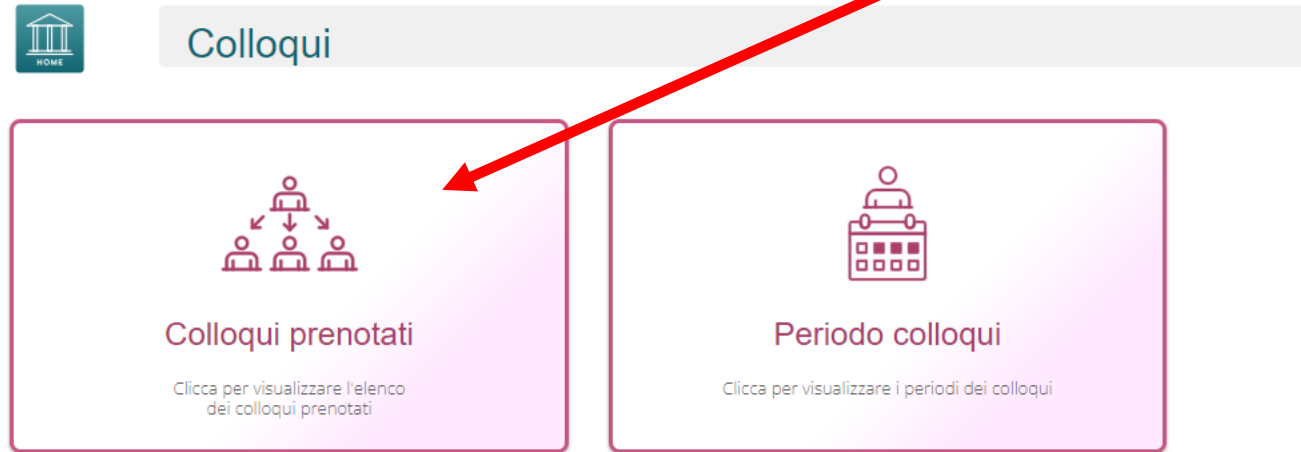 HOME
Colloqui
Colloqui prenotati
Clicca per visualizzare l'elenco
dei colloqui prenotati
Periodo colloqui
Clicca per visualizzare i periodi dei colloqui